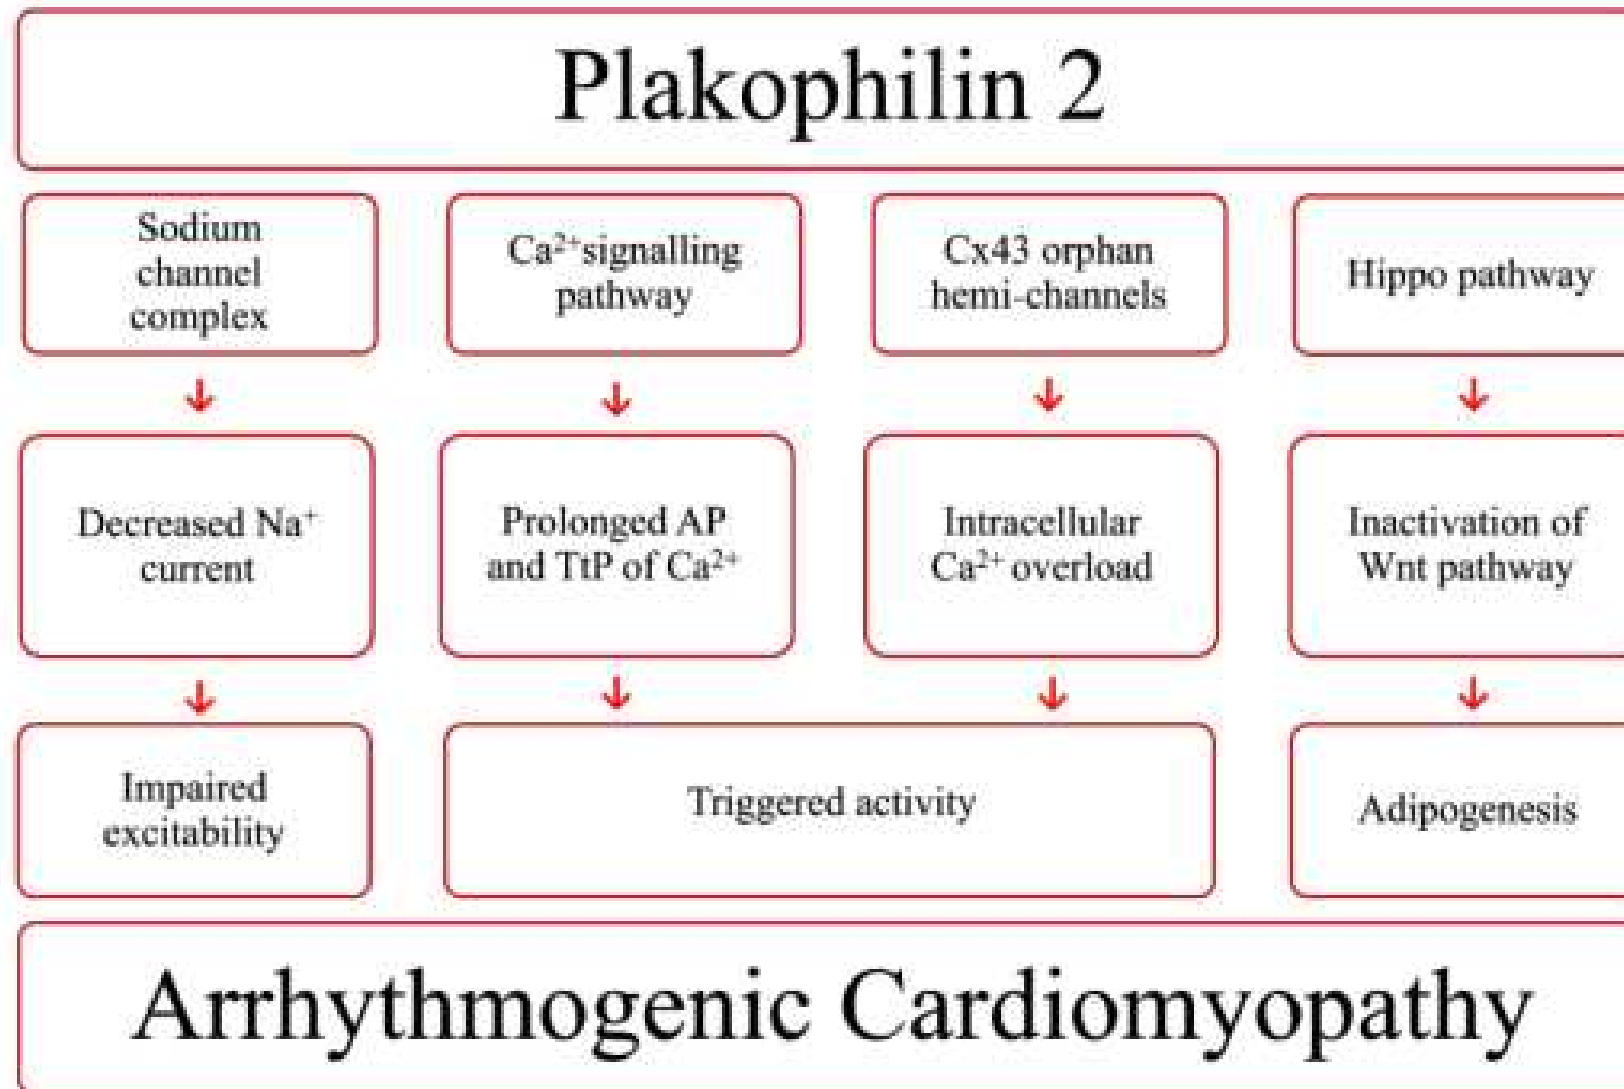 Plakophilin 2
Sodium
channel
complex
Ca²⁺signalling
pathway
Cx43 orphan
hemi-channels
Hippo pathway
Decreased Na⁺
current
Prolonged AP
and TtP of Ca²⁺
Intracellular
Ca²⁺ overload
Inactivation of
Wnt pathway
Impaired
excitability
Triggered activity
Adipogenesis
Arrhythmogenic Cardiomyopathy